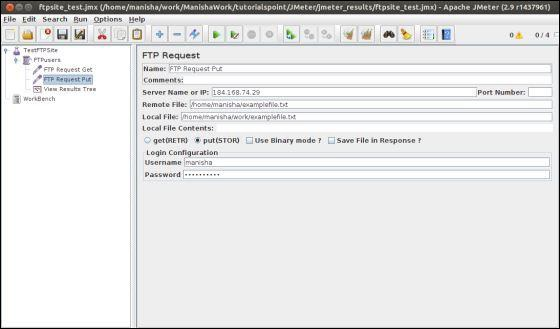 ftpsite_test.jmx (/home/manisha/work/ManishaWork/tutorialspoint/JMeter/jmeter_results/ftpsite_test.jmx) - Apache JMeter (2.9 r1437961)
File Edit Search Run Options Help
0 0 / 4
TestFTPSite
FTPusers
FTP Request Get
FTP Request Put
View Results Tree
WorkBench
FTP Request
Name: FTP Request Put
Comments:
Server Name or IP: 184.168.74.29 Port Number:
Remote File: /home/manisha/examplefile.txt
Local File: /home/manisha/work/examplefile.txt
Local File Contents:
get(RETR) put(STOR) Use Binary mode ? Save File in Response ?
Login Configuration
Username manisha
Password ••••••••••